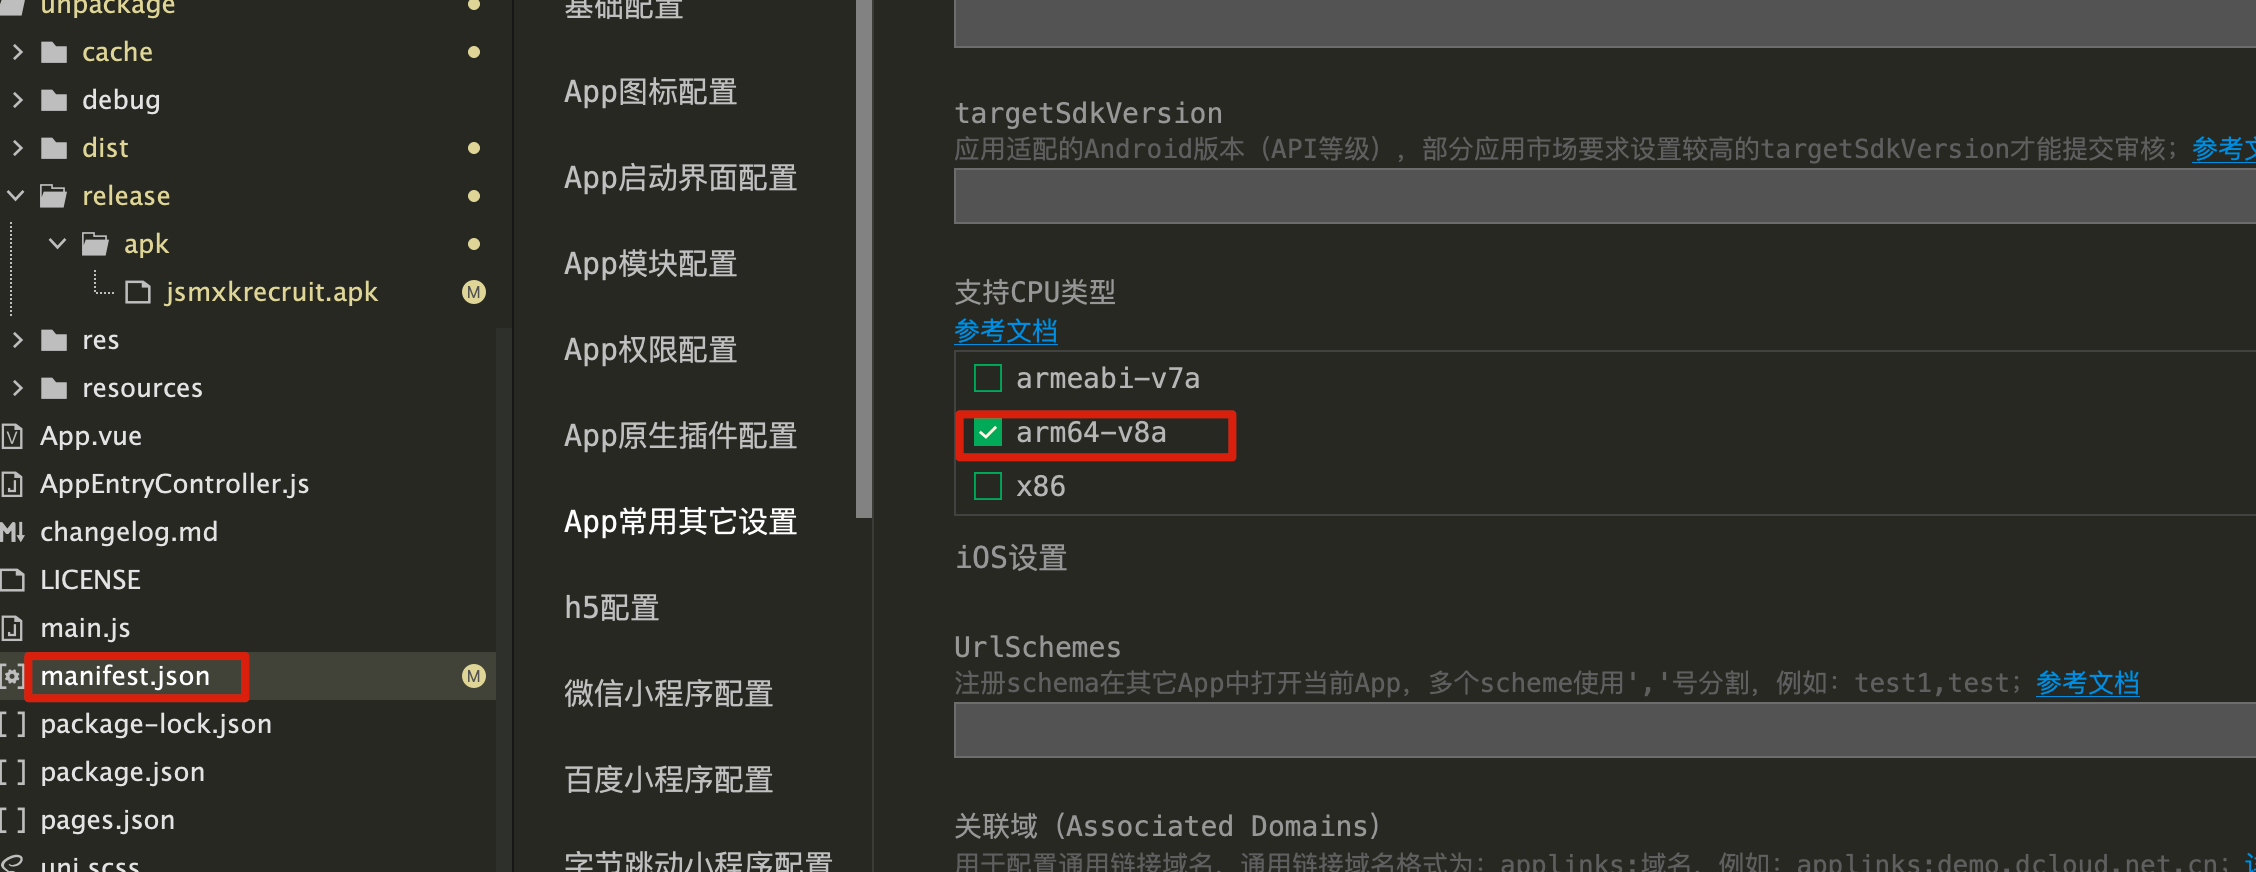 unpackage
cache
debug
dist
release
apk
jsmxkrecruit.apk
M
res
resources
App.vue
AppEntryController.js
changelog.md
LICENSE
main.js
manifest.json
M
package-lock.json
package.json
pages.json
uni.scss
基础配置
App图标配置
App启动界面配置
App模块配置
App权限配置
App原生插件配置
App常用其它设置
h5配置
微信小程序配置
百度小程序配置
字节跳动小程序配置
targetSdkVersion
应用适配的Android版本（API等级），部分应用市场要求设置较高的targetSdkVersion才能提交审核；参考文
支持CPU类型
参考文档
armeabi-v7a
arm64-v8a
x86
iOS设置
UrlSchemes
注册schema在其它App中打开当前App，多个scheme使用','号分割，例如：test1,test；参考文档
关联域（Associated Domains）
用于配置通用链接域名，通用链接域名格式为：applinks:域名，例如：applinks:demo.dcloud.net.cn；